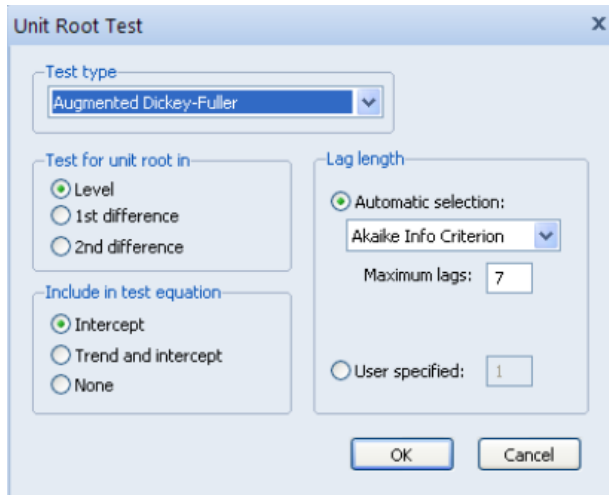 Unit Root Test
x
Test type
Augmented Dickey-Fuller
Test for unit root in
Level
1st difference
2nd difference
Include in test equation
Intercept
Trend and intercept
None
Lag length
Automatic selection:
Akaike Info Criterion
Maximum lags: 7
User specified: 1
OK Cancel